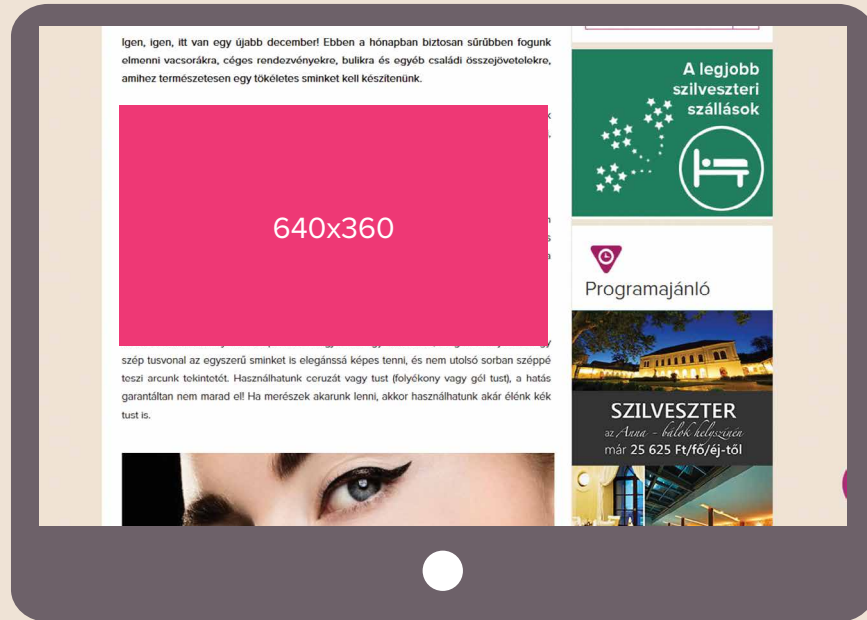 Igen, igen, itt van egy újabb december! Ebben a hónapban biztosan sűrűbben fogunk
elmenni vacsorákra, céges rendezvényekre, bulikra és egyéb családi összejövetelekre,
amihez természetesen egy tökéletes sminket kell készítenünk.
640x360
szép tusvonal az egyszerű sminket is elegánssá képes tenni, és nem utolsó sorban széppé
teszi arcunk tekintetét. Használhatunk ceruzát vagy tust (folyékony vagy gél tust), a hatás
garantáltan nem marad el! Ha merészek akarunk lenni, akkor használhatunk akár élénk kék
tust is.
A legjobb
szilveszteri
szállások
Programajánló
SZILVESZTER
az Anna – bálok helyszínén
már 25 625 Ft/fő/éj-től